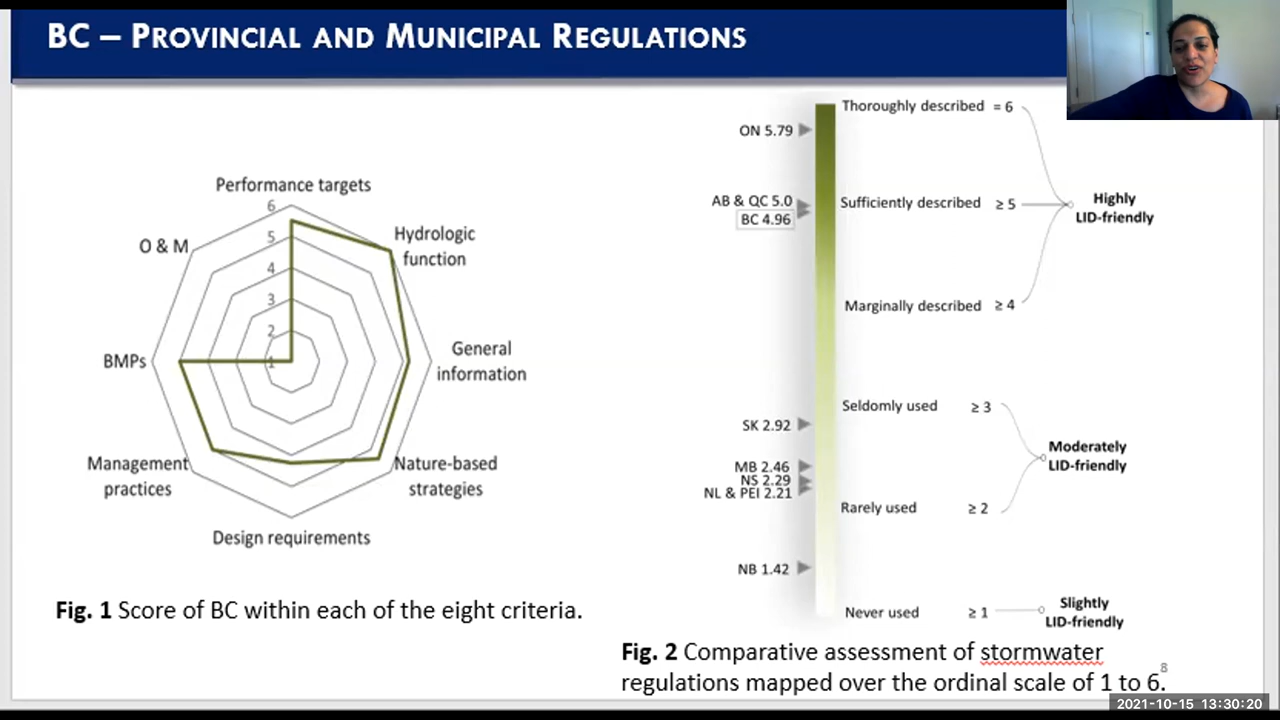 BC – PROVINCIAL AND MUNICIPAL REGULATIONS
Performance targets
6
5
4
3
2
1
Hydrologic
function
General
information
Nature-based
strategies
Design requirements
Management
practices
BMPs
O & M
Fig. 1 Score of BC within each of the eight criteria.
ON 5.79
AB & QC 5.0
BC 4.96
SK 2.92
MB 2.46
NS 2.29
NL & PEI 2.21
NB 1.42
Thoroughly described = 6
Sufficiently described ≥ 5
Marginally described ≥ 4
Seldomly used ≥ 3
Rarely used ≥ 2
Never used ≥ 1
Highly
LID-friendly
Moderately
LID-friendly
Slightly
LID-friendly
Fig. 2 Comparative assessment of stormwater
regulations mapped over the ordinal scale of 1 to 6.
8
2021-10-15 13:30:20